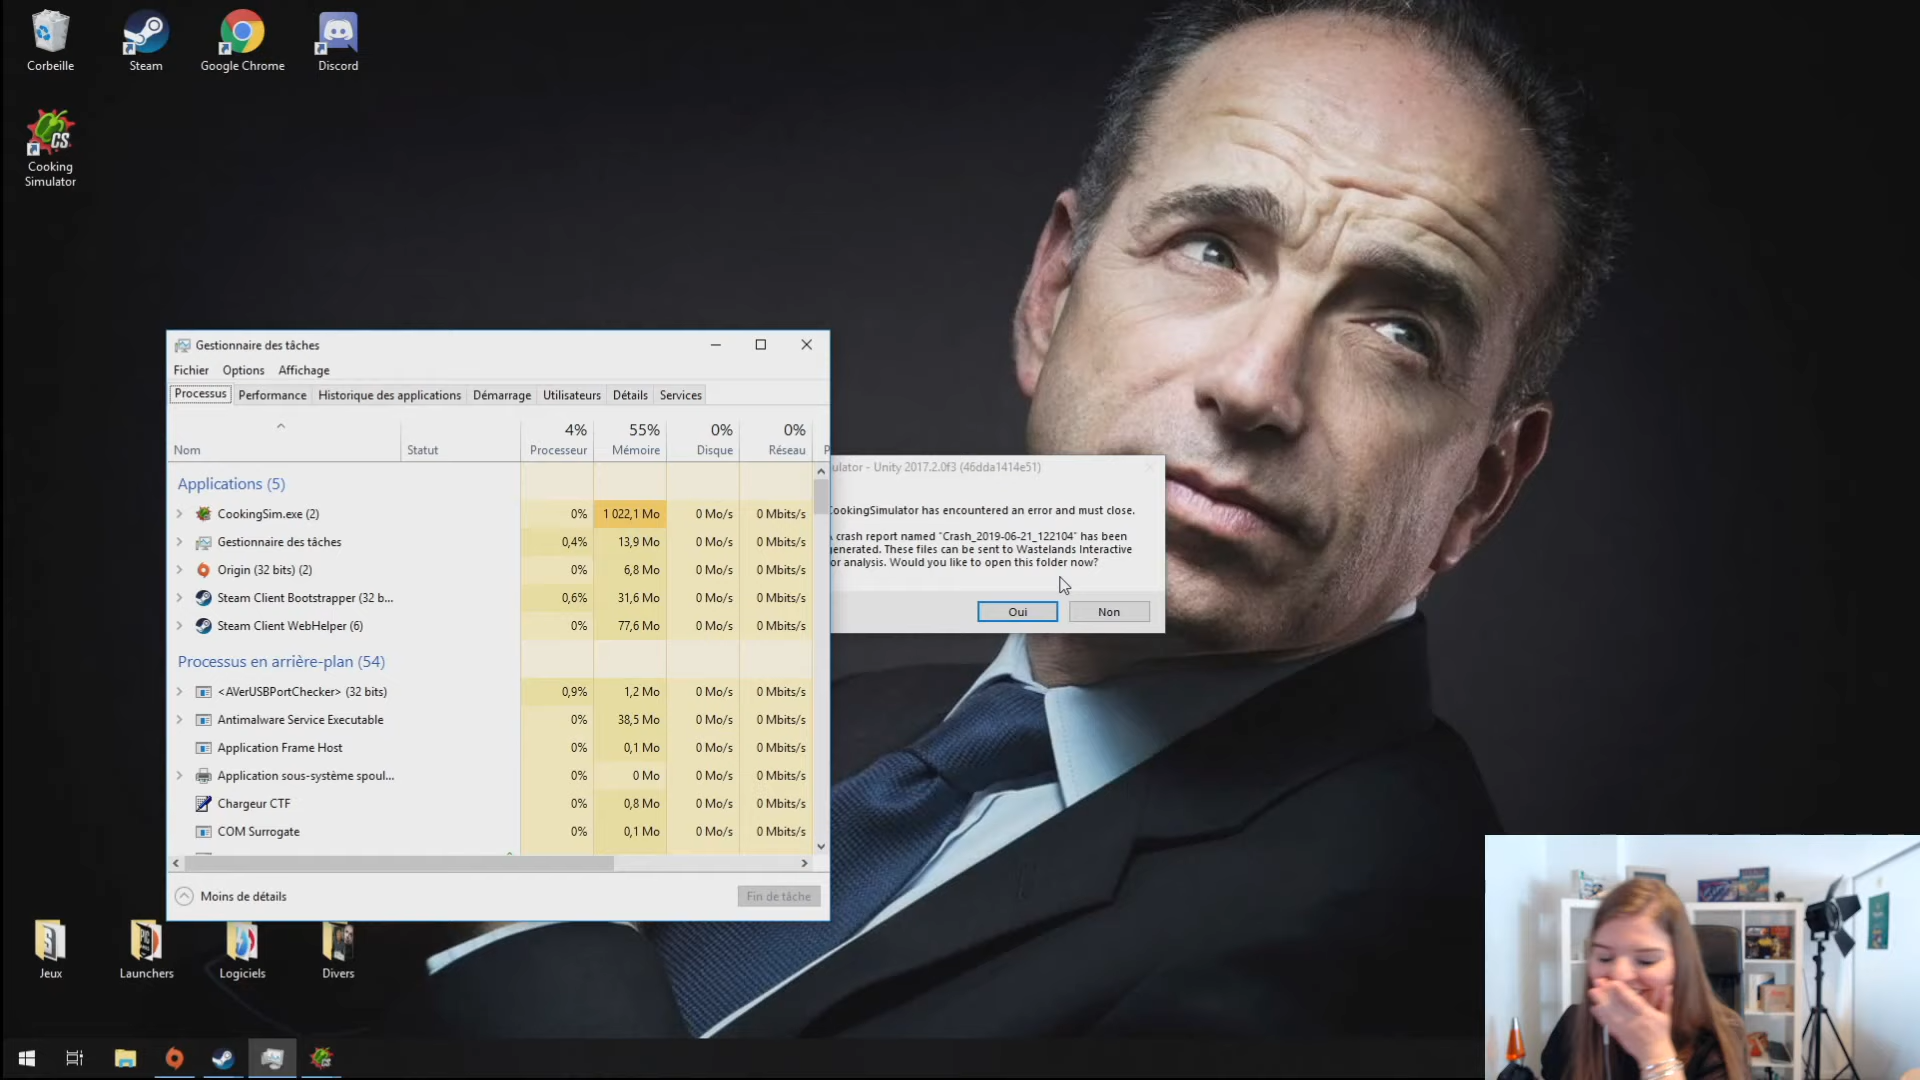 Corbeille
Steam
Google Chrome
Discord
CS
Cooking
Simulator
Gestionnaire des tâches
Fichier Options Affichage
Processus Performance Historique des applications Démarrage Utilisateurs Détails Services
4% 55% 0% 0%
Nom Statut Processeur Mémoire Disque Réseau P
Applications (5)
CookingSim.exe (2) 0% 1 022,1 Mo 0 Mo/s 0 Mbits/s
Gestionnaire des tâches 0,4% 13,9 Mo 0 Mo/s 0 Mbits/s
Origin (32 bits) (2) 0% 6,8 Mo 0 Mo/s 0 Mbits/s
Steam Client Bootstrapper (32 b... 0,6% 31,6 Mo 0 Mo/s 0 Mbits/s
Steam Client WebHelper (6) 0% 77,6 Mo 0 Mo/s 0 Mbits/s
Processus en arrière-plan (54)
<AVerUSBPortChecker> (32 bits) 0,9% 1,2 Mo 0 Mo/s 0 Mbits/s
Antimalware Service Executable 0% 38,5 Mo 0 Mo/s 0 Mbits/s
Application Frame Host 0% 0,1 Mo 0 Mo/s 0 Mbits/s
Application sous-système spoul... 0% 0 Mo 0 Mo/s 0 Mbits/s
Chargeur CTF 0% 0,8 Mo 0 Mo/s 0 Mbits/s
COM Surrogate 0% 0,1 Mo 0 Mo/s 0 Mbits/s
Moins de détails Fin de tâche
ulator - Unity 2017.2.0f3 (46dda1414e51)
CookingSimulator has encountered an error and must close.
A crash report named "Crash_2019-06-21_122104" has been
generated. These files can be sent to Wastelands Interactive
or analysis. Would you like to open this folder now?
Oui Non
Jeux
Launchers
Logiciels
Divers